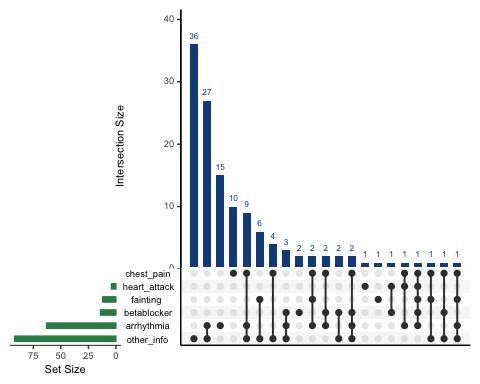 40
36
30
27
Intersection Size
20
15
10
10
9
6
4
3
2 2 2 2 2
1 1 1 1 1 1 1 1
0
chest_pain
heart_attack
fainting
betablocker
arrhythmia
other_info
75 50 25 0
Set Size